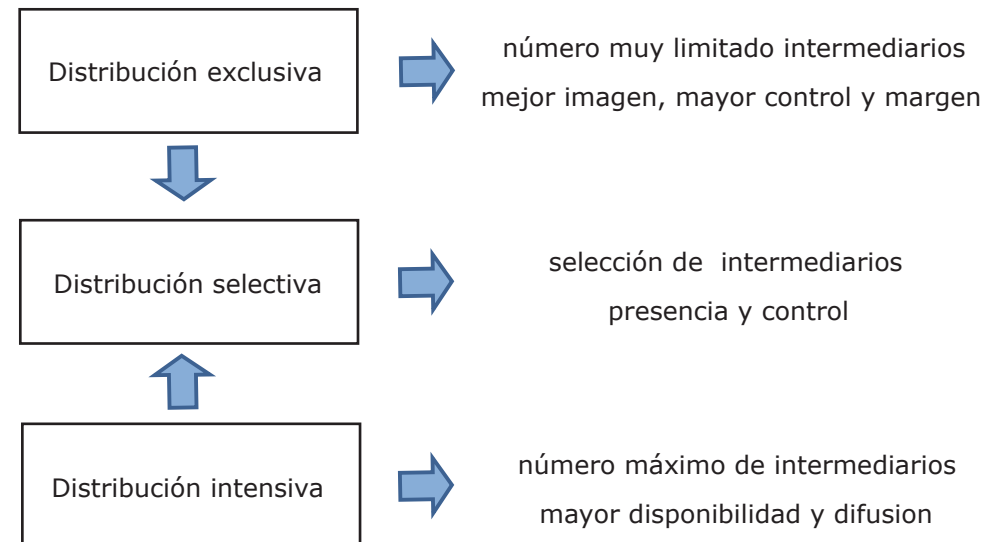 Distribución exclusiva
número muy limitado intermediarios
mejor imagen, mayor control y margen
Distribución selectiva
selección de intermediarios
presencia y control
Distribución intensiva
número máximo de intermediarios
mayor disponibilidad y difusion